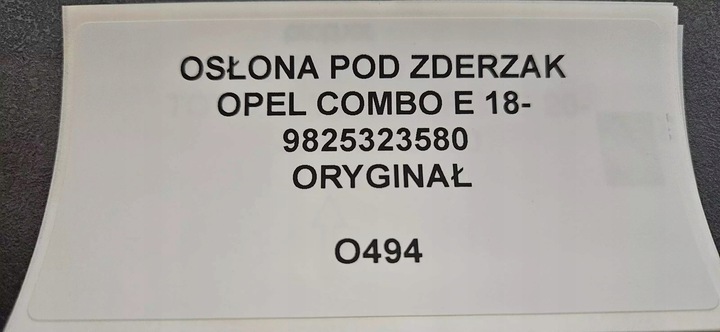 OSŁONA POD ZDERZAK
OPEL COMBO E 18-
9825323580
ORYGINAŁ
O494